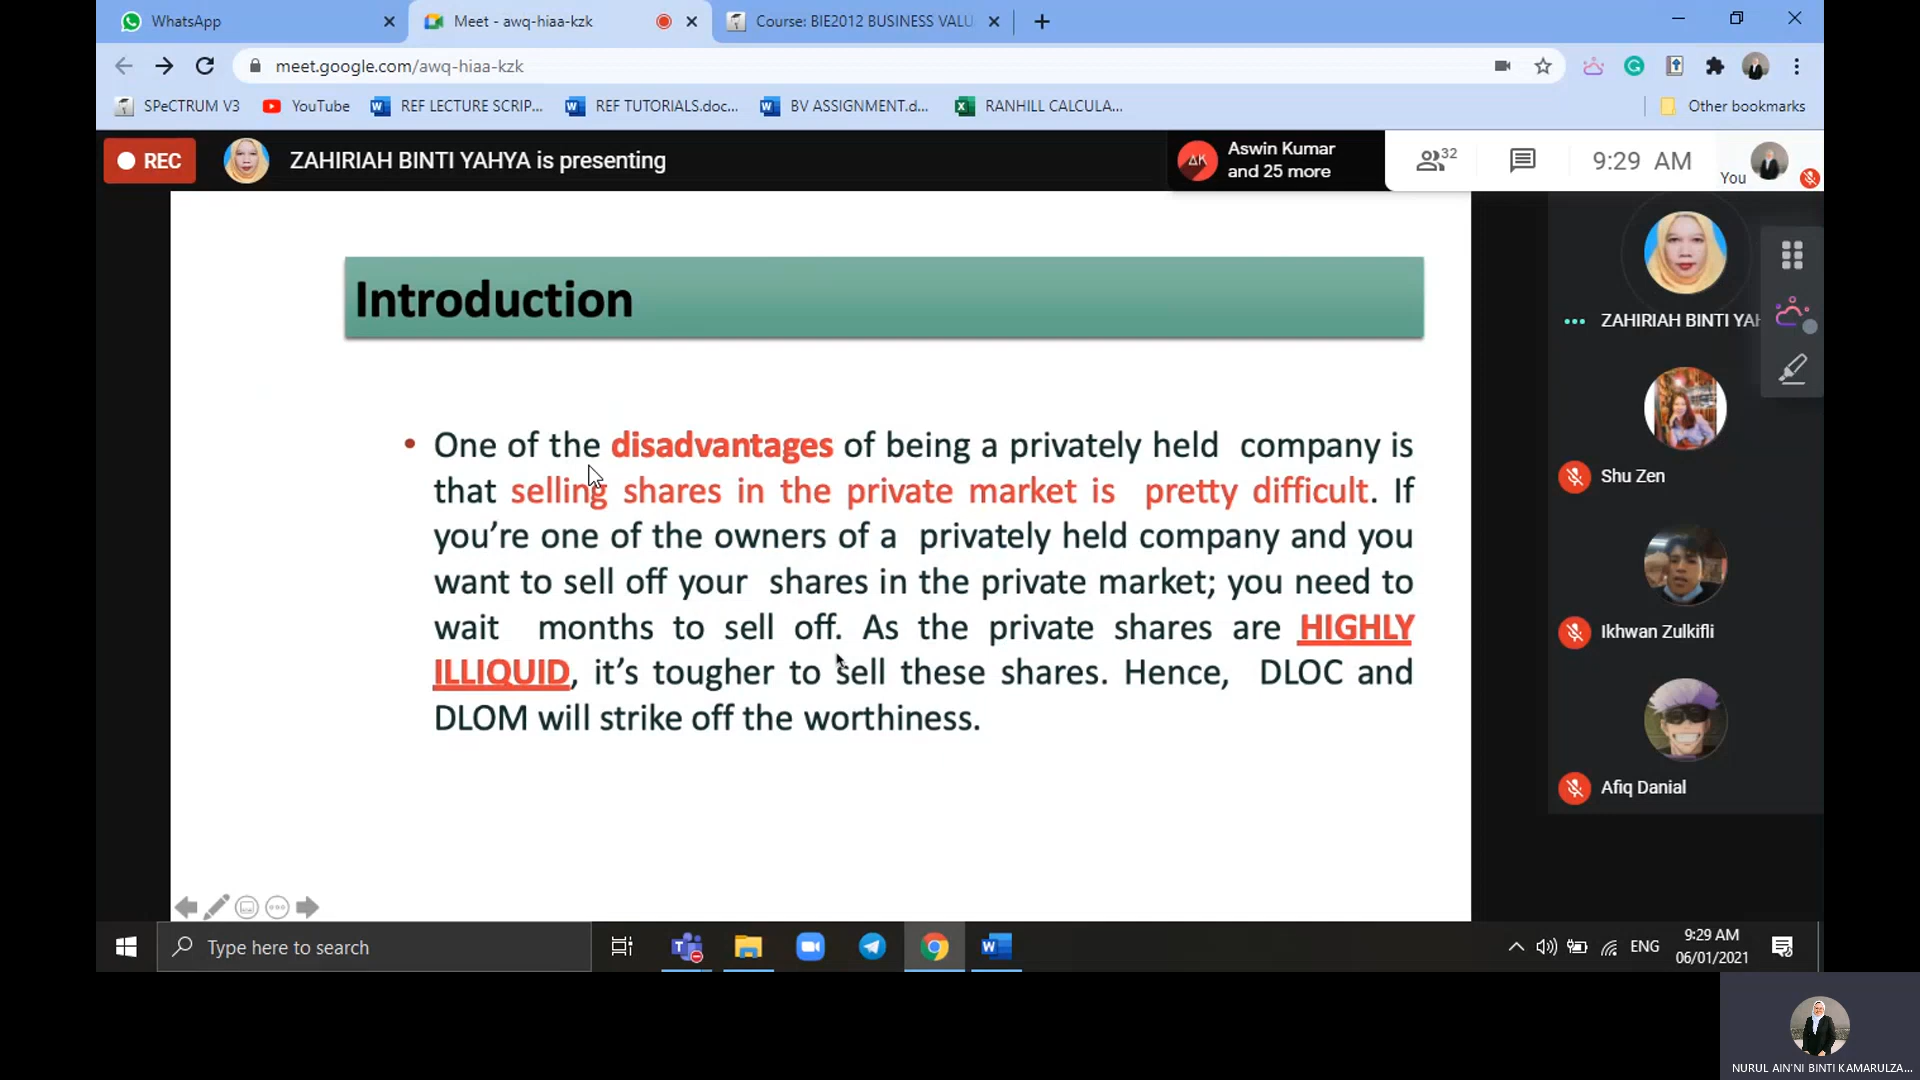 WhatsApp
Meet - awq-hiaa-kzk
Course: BIE2012 BUSINESS VALU
meet.google.com/awq-hiaa-kzk
SPeCTRUM V3
YouTube
REF LECTURE SCRIP...
REF TUTORIALS.doc...
BV ASSIGNMENT.d...
RANHILL CALCULA...
Other bookmarks
REC
ZAHIRIAH BINTI YAHYA is presenting
AK
Aswin Kumar
and 25 more
32
9:29 AM
You
Introduction
• One of the disadvantages of being a privately held company is
that selling shares in the private market is pretty difficult. If
you're one of the owners of a privately held company and you
want to sell off your shares in the private market; you need to
wait months to sell off. As the private shares are HIGHLY
ILLIQUID, it's tougher to sell these shares. Hence, DLOC and
DLOM will strike off the worthiness.
ZAHIRIAH BINTI YAH
Shu Zen
Ikhwan Zulkifli
Afiq Danial
Type here to search
ENG
9:29 AM
06/01/2021
NURUL AIN'NI BINTI KAMARULZA...